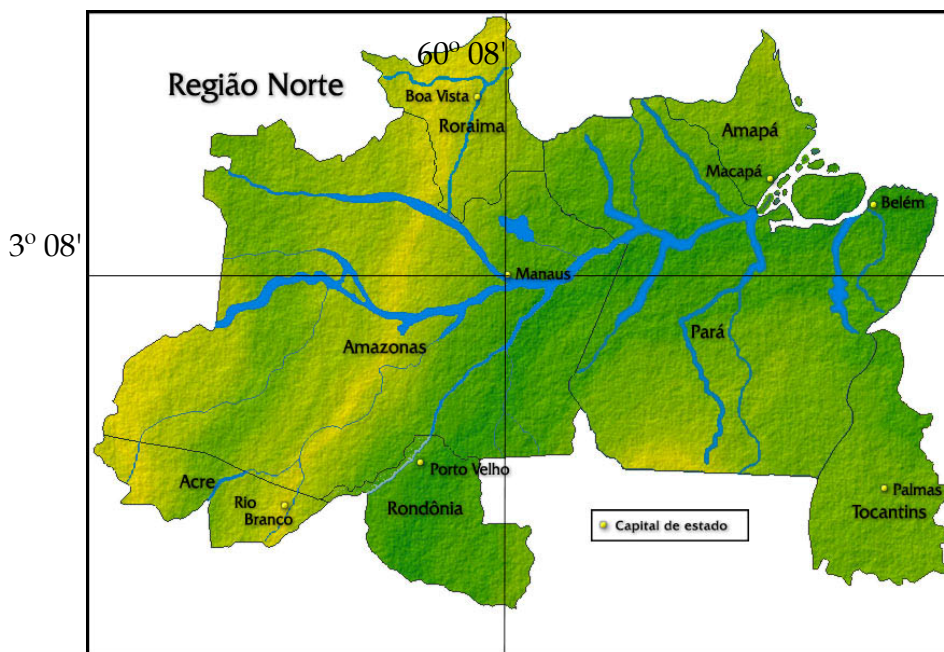 60º 08'
Região Norte
Boa Vista
Roraima
Amapá
Macapá
Belém
3º 08'
Manaus
Amazonas
Pará
Acre
Rio
Branco
Porto Velho
Rondônia
Palmas
Tocantins
Capital de estado